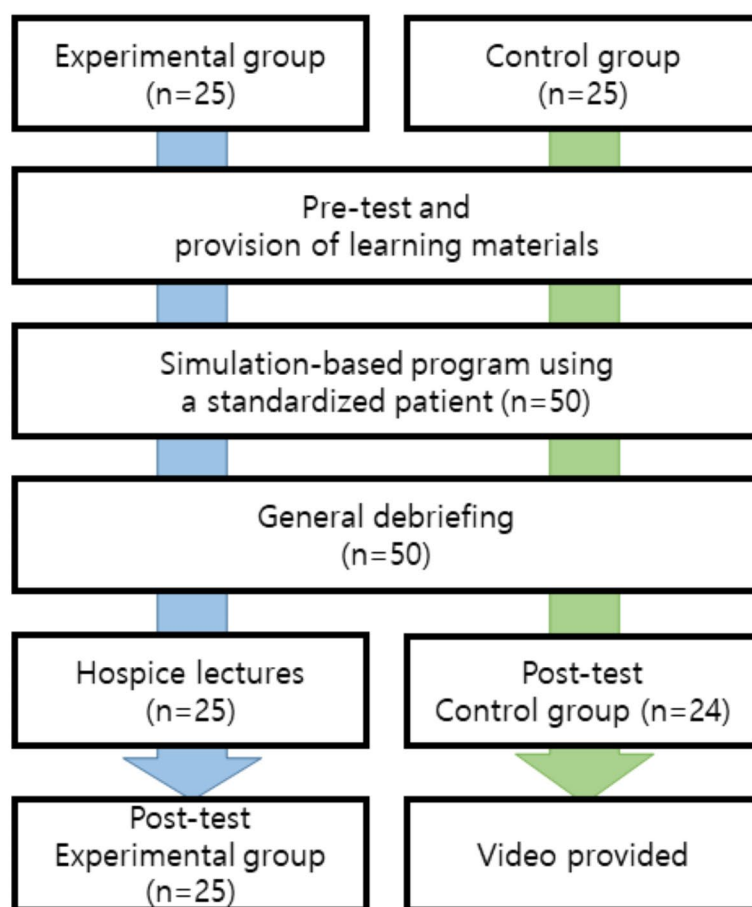 Experimental group
(n=25)
Control group
(n=25)
Pre-test and
provision of learning materials
Simulation-based program using
a standardized patient (n=50)
General debriefing
(n=50)
Hospice lectures
(n=25)
Post-test
Control group (n=24)
Post-test
Experimental group
(n=25)
Video provided